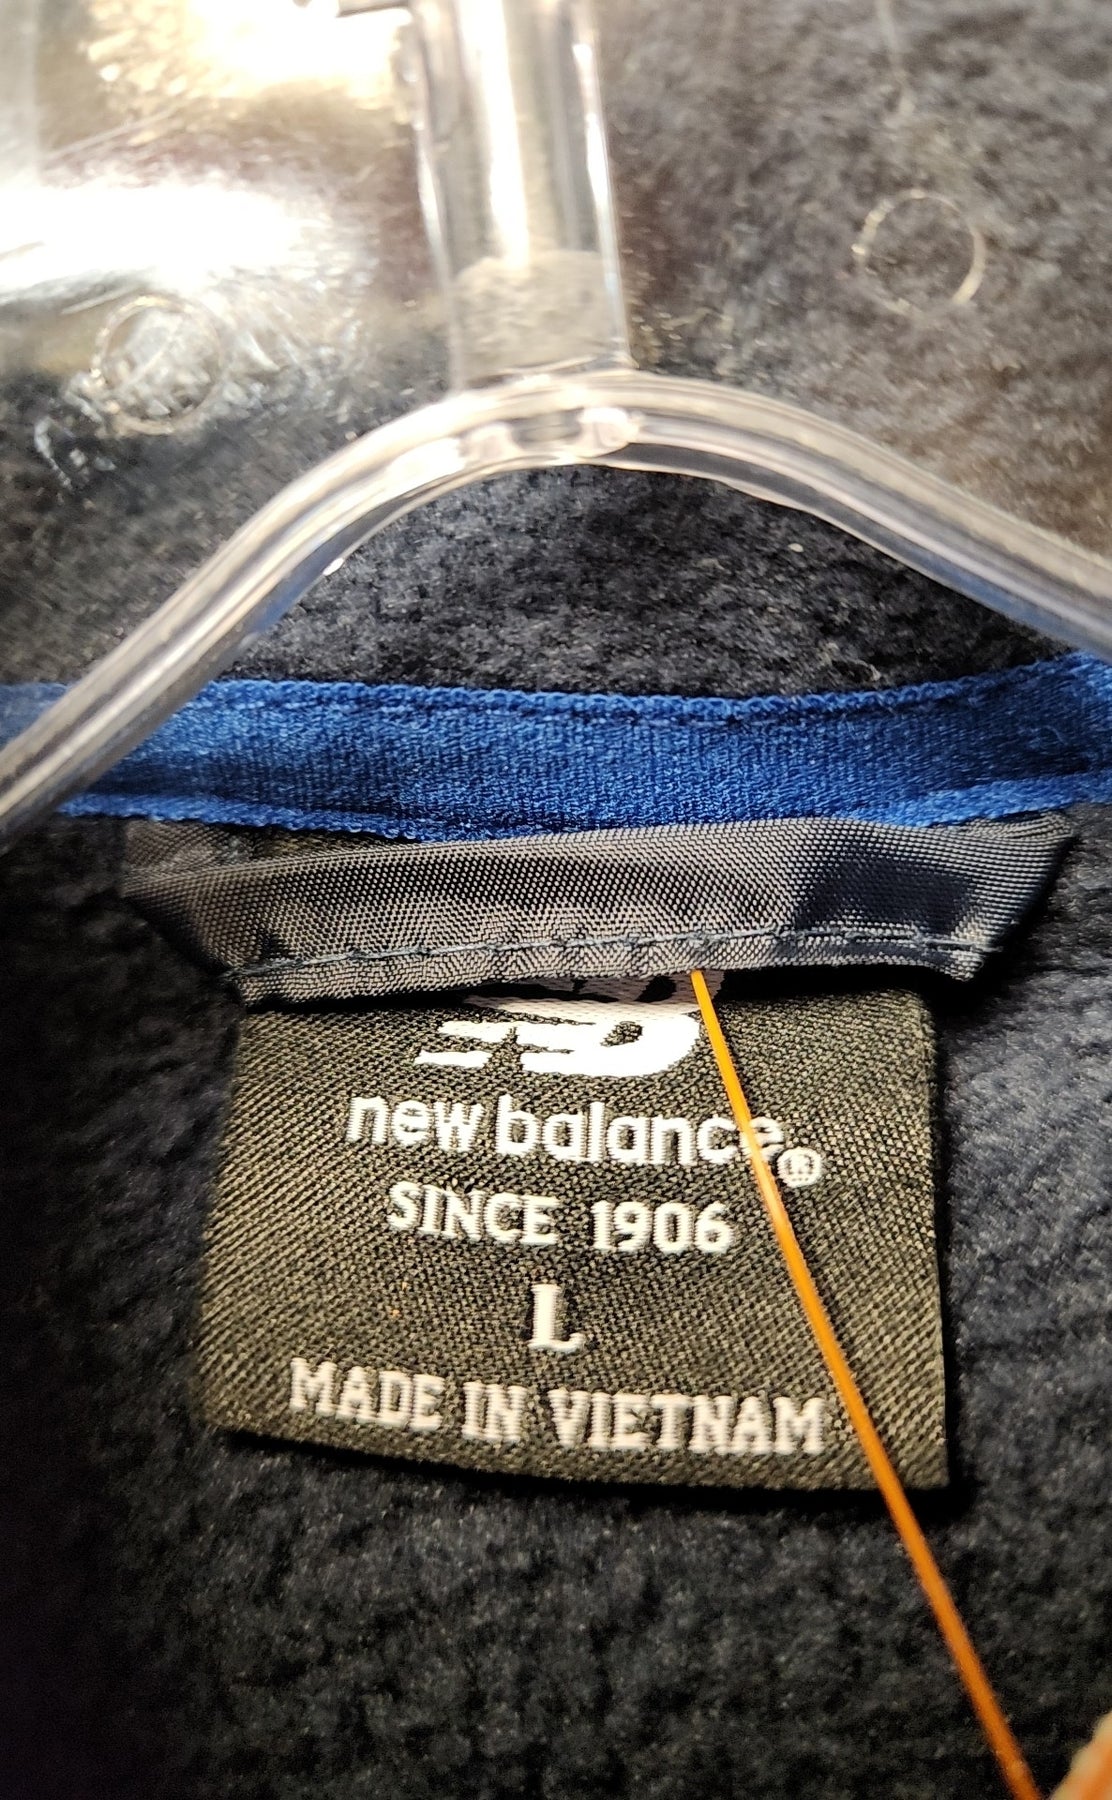 new balance®
SINCE 1906
L
MADE IN VIETNAM